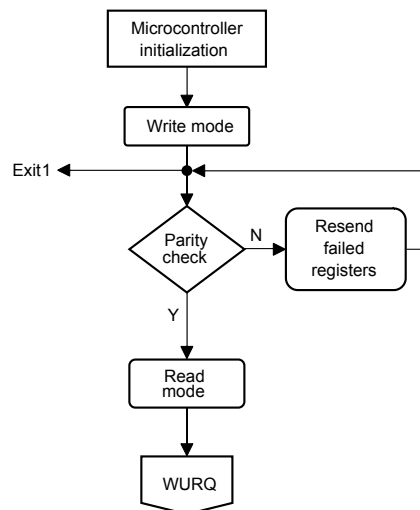 Microcontroller
initialization
Write mode
Exit1
Parity
check
N
Resend
failed
registers
Y
Read
mode
WURQ